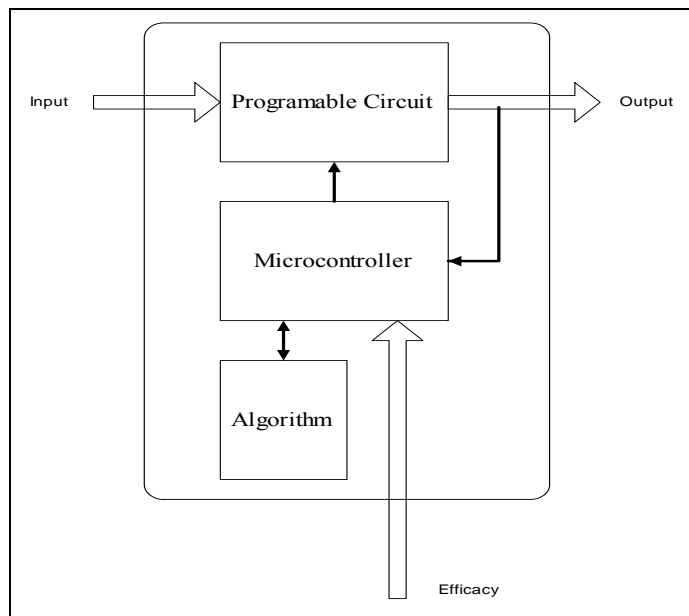 Input
Programable Circuit
Output
Microcontroller
Algorithm
Efficacy